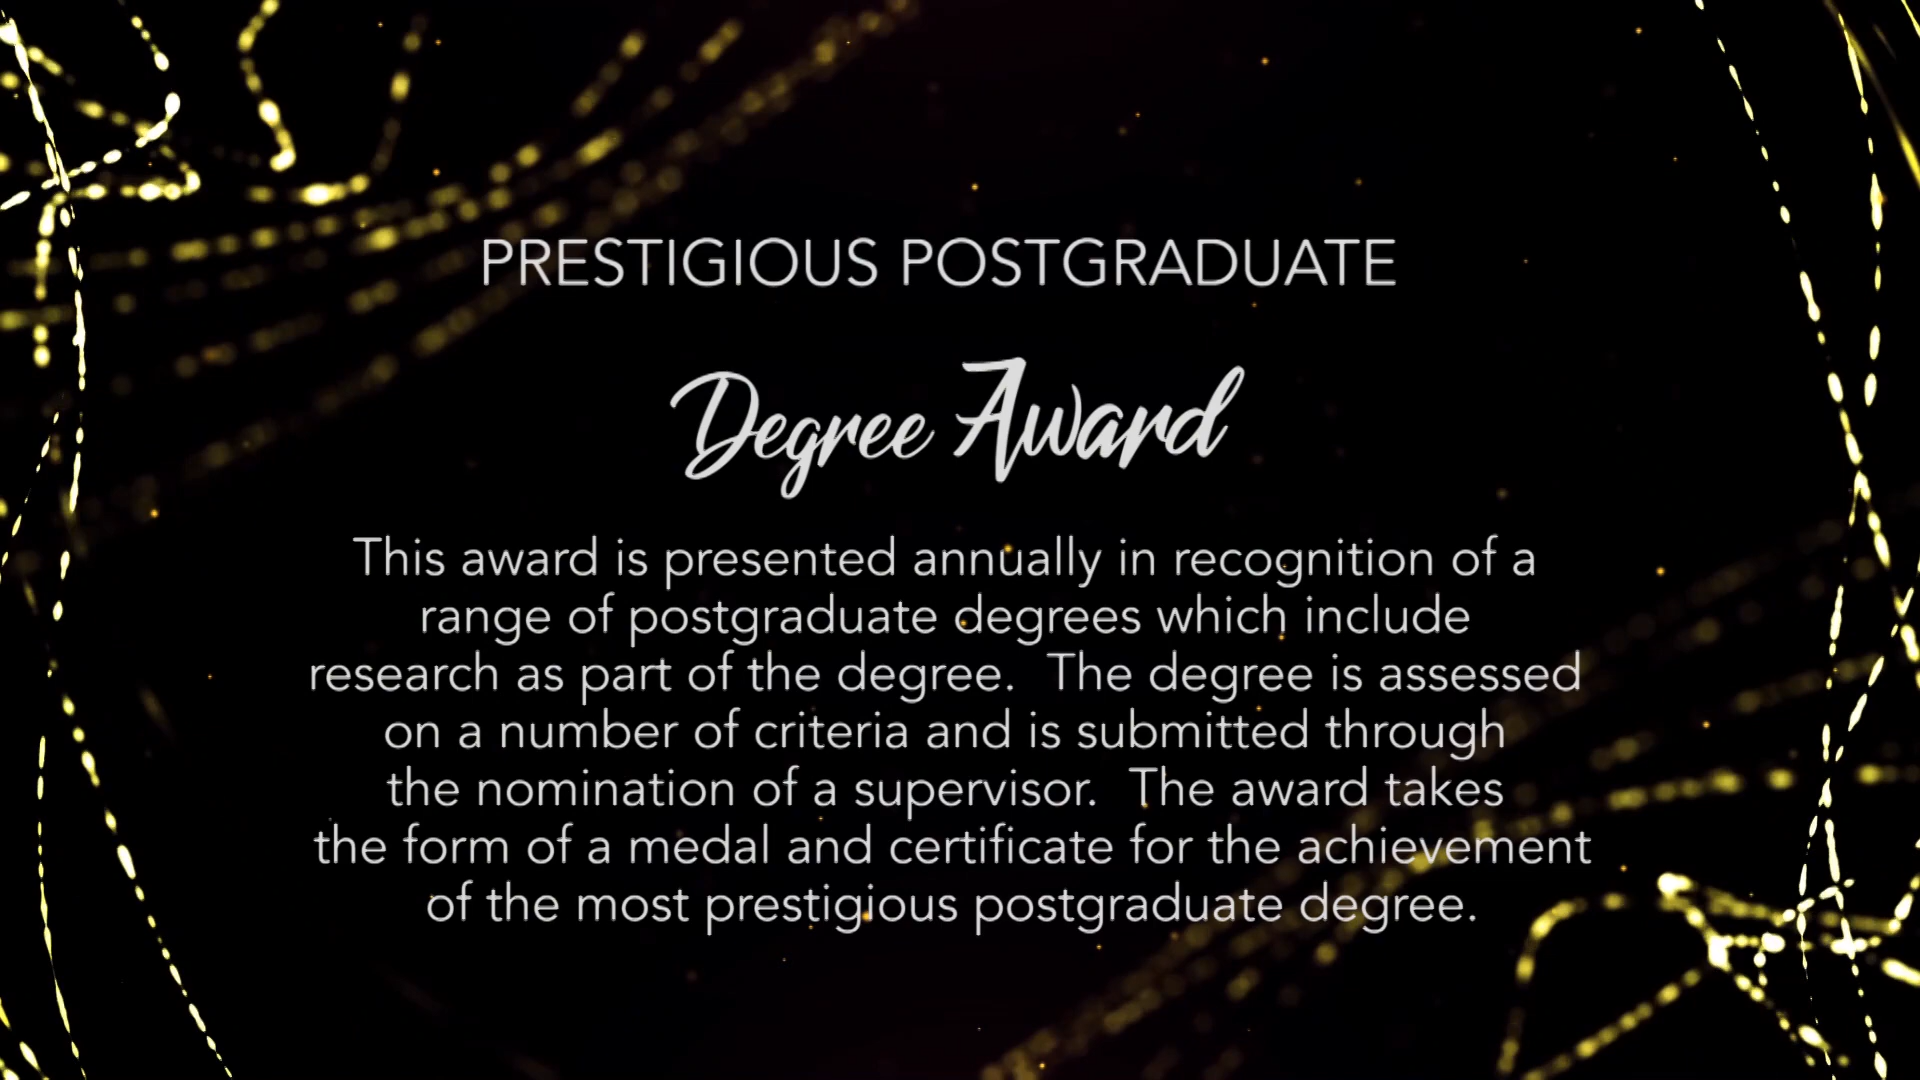 PRESTIGIOUS POSTGRADUATE
Degree Award
This award is presented annually in recognition of a
range of postgraduate degrees which include
research as part of the degree.  The degree is assessed
on a number of criteria and is submitted through
the nomination of a supervisor.  The award takes
the form of a medal and certificate for the achievement
of the most prestigious postgraduate degree.